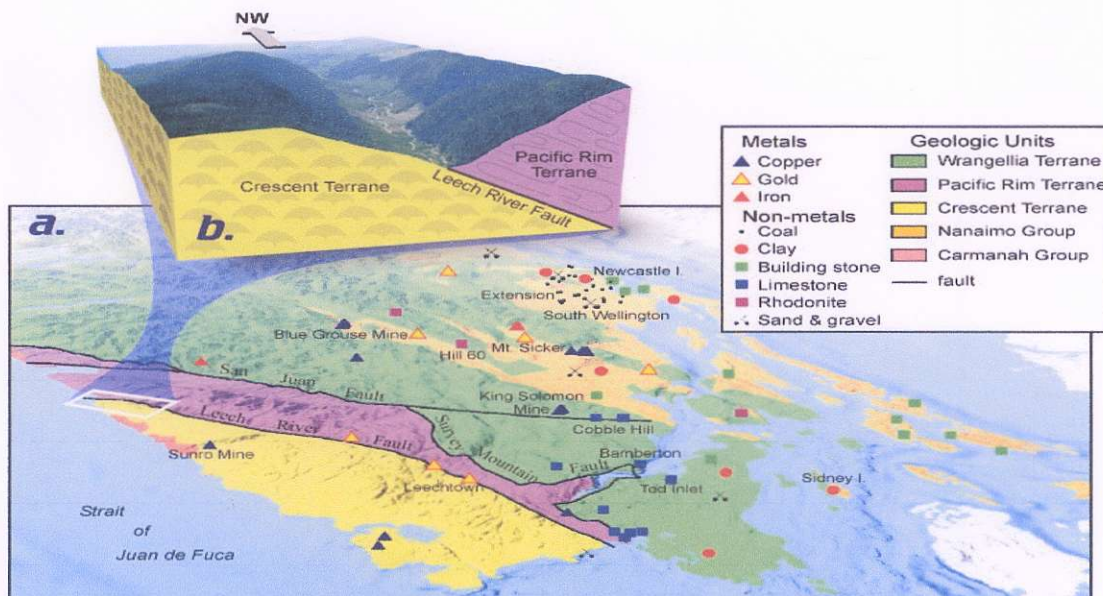 NW
Crescent Terrane
Pacific Rim
Terrane
Leech River Fault
a.
b.
Metals
Copper
Gold
Iron
Non-metals
Coal
Clay
Building stone
Limestone
Rhodonite
Sand & gravel
Geologic Units
Wrangellia Terrane
Pacific Rim Terrane
Crescent Terrane
Nanaimo Group
Carmanah Group
fault
Newcastle I.
Extension
South Wellington
Blue Grouse Mine
Hill 60
Mt. Sicker
San Juan Fault
King Solomon
Mine
Cobble Hill
Leech River Fault
Survey Mountain Fault
Bamberton
Sunro Mine
Leechtown
Tod Inlet
Sidney I.
Strait
of
Juan de Fuca